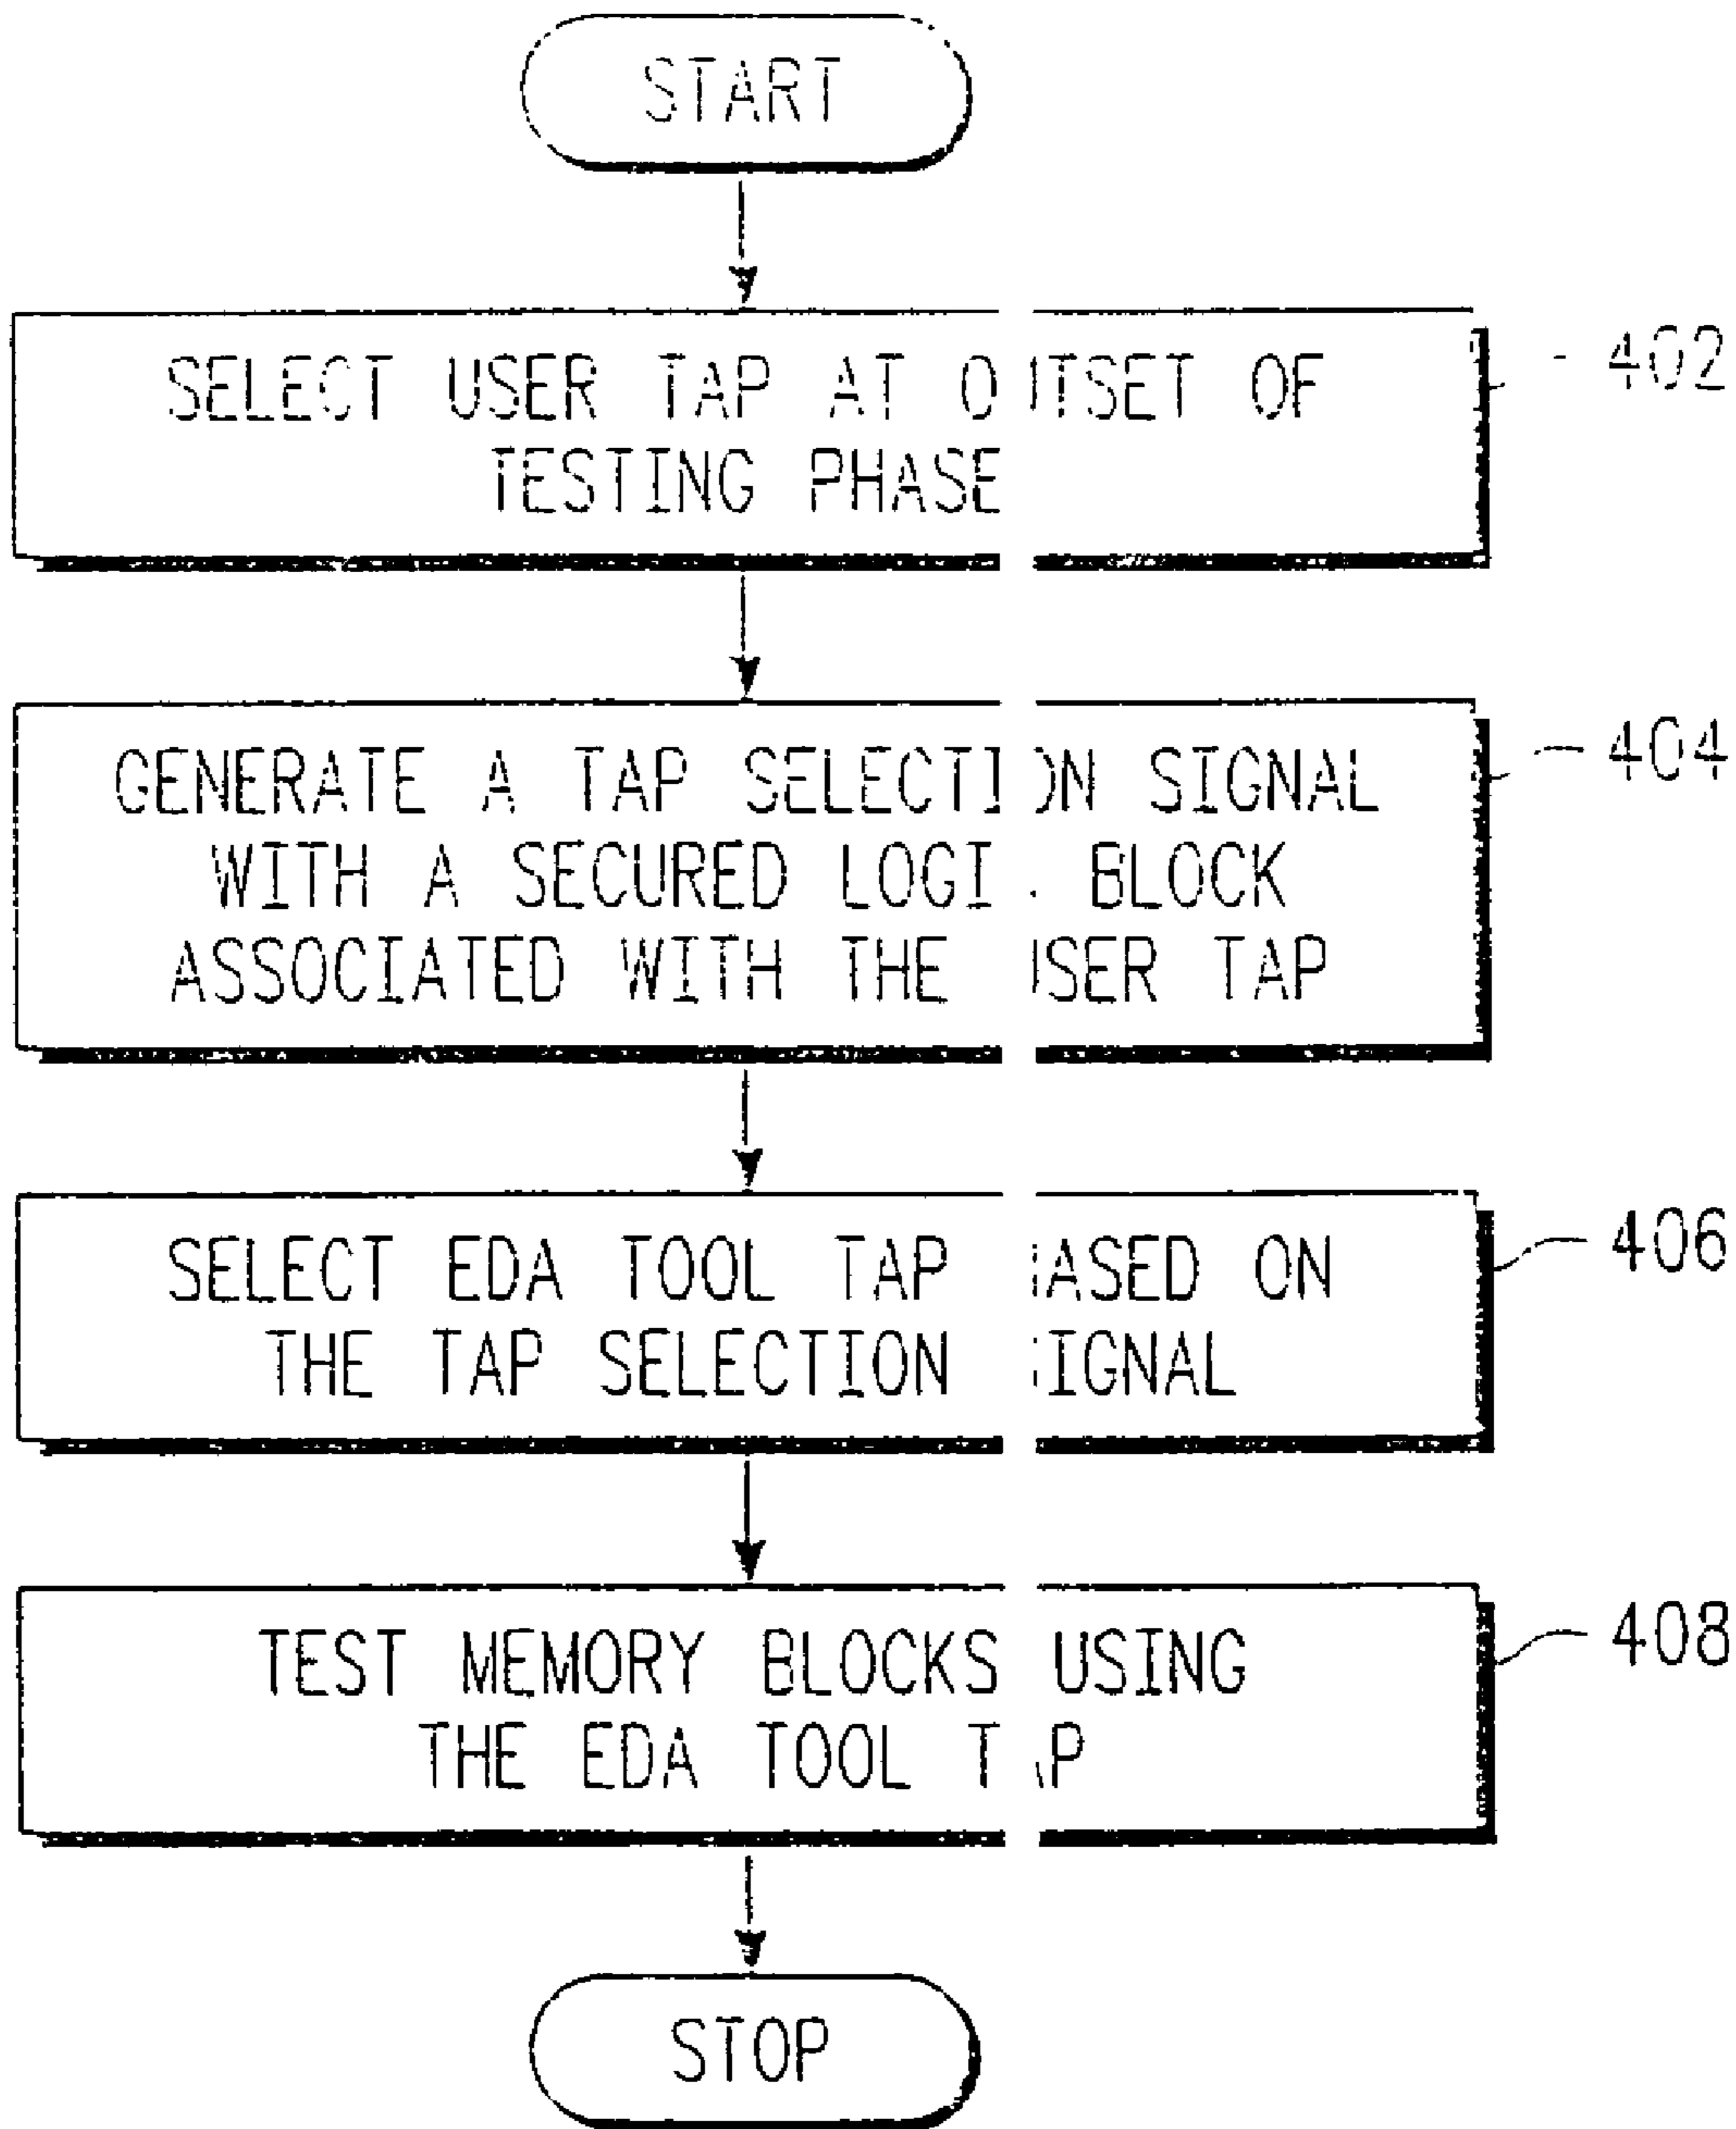 START
SELECT USER TAP AT OUTSET OF
TESTING PHASE
402
GENERATE A TAP SELECTION SIGNAL
WITH A SECURED LOGIC BLOCK
ASSOCIATED WITH THE USER TAP
404
SELECT EDA TOOL TAP BASED ON
THE TAP SELECTION SIGNAL
406
TEST MEMORY BLOCKS USING
THE EDA TOOL TAP
408
STOP